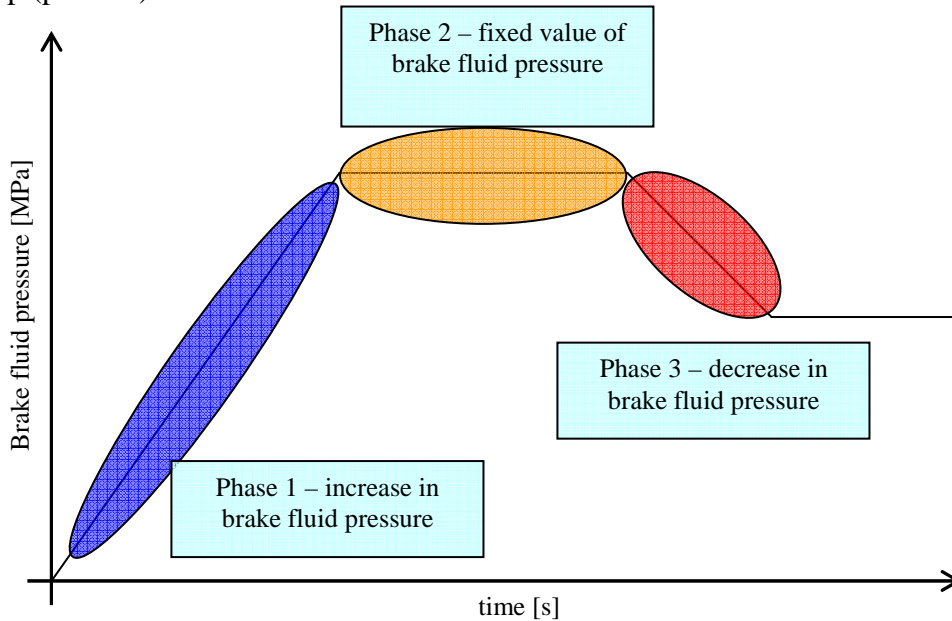 Phase 2 – fixed value of
brake fluid pressure
Brake fluid pressure [MPa]
Phase 3 – decrease in
brake fluid pressure
Phase 1 – increase in
brake fluid pressure
time [s]